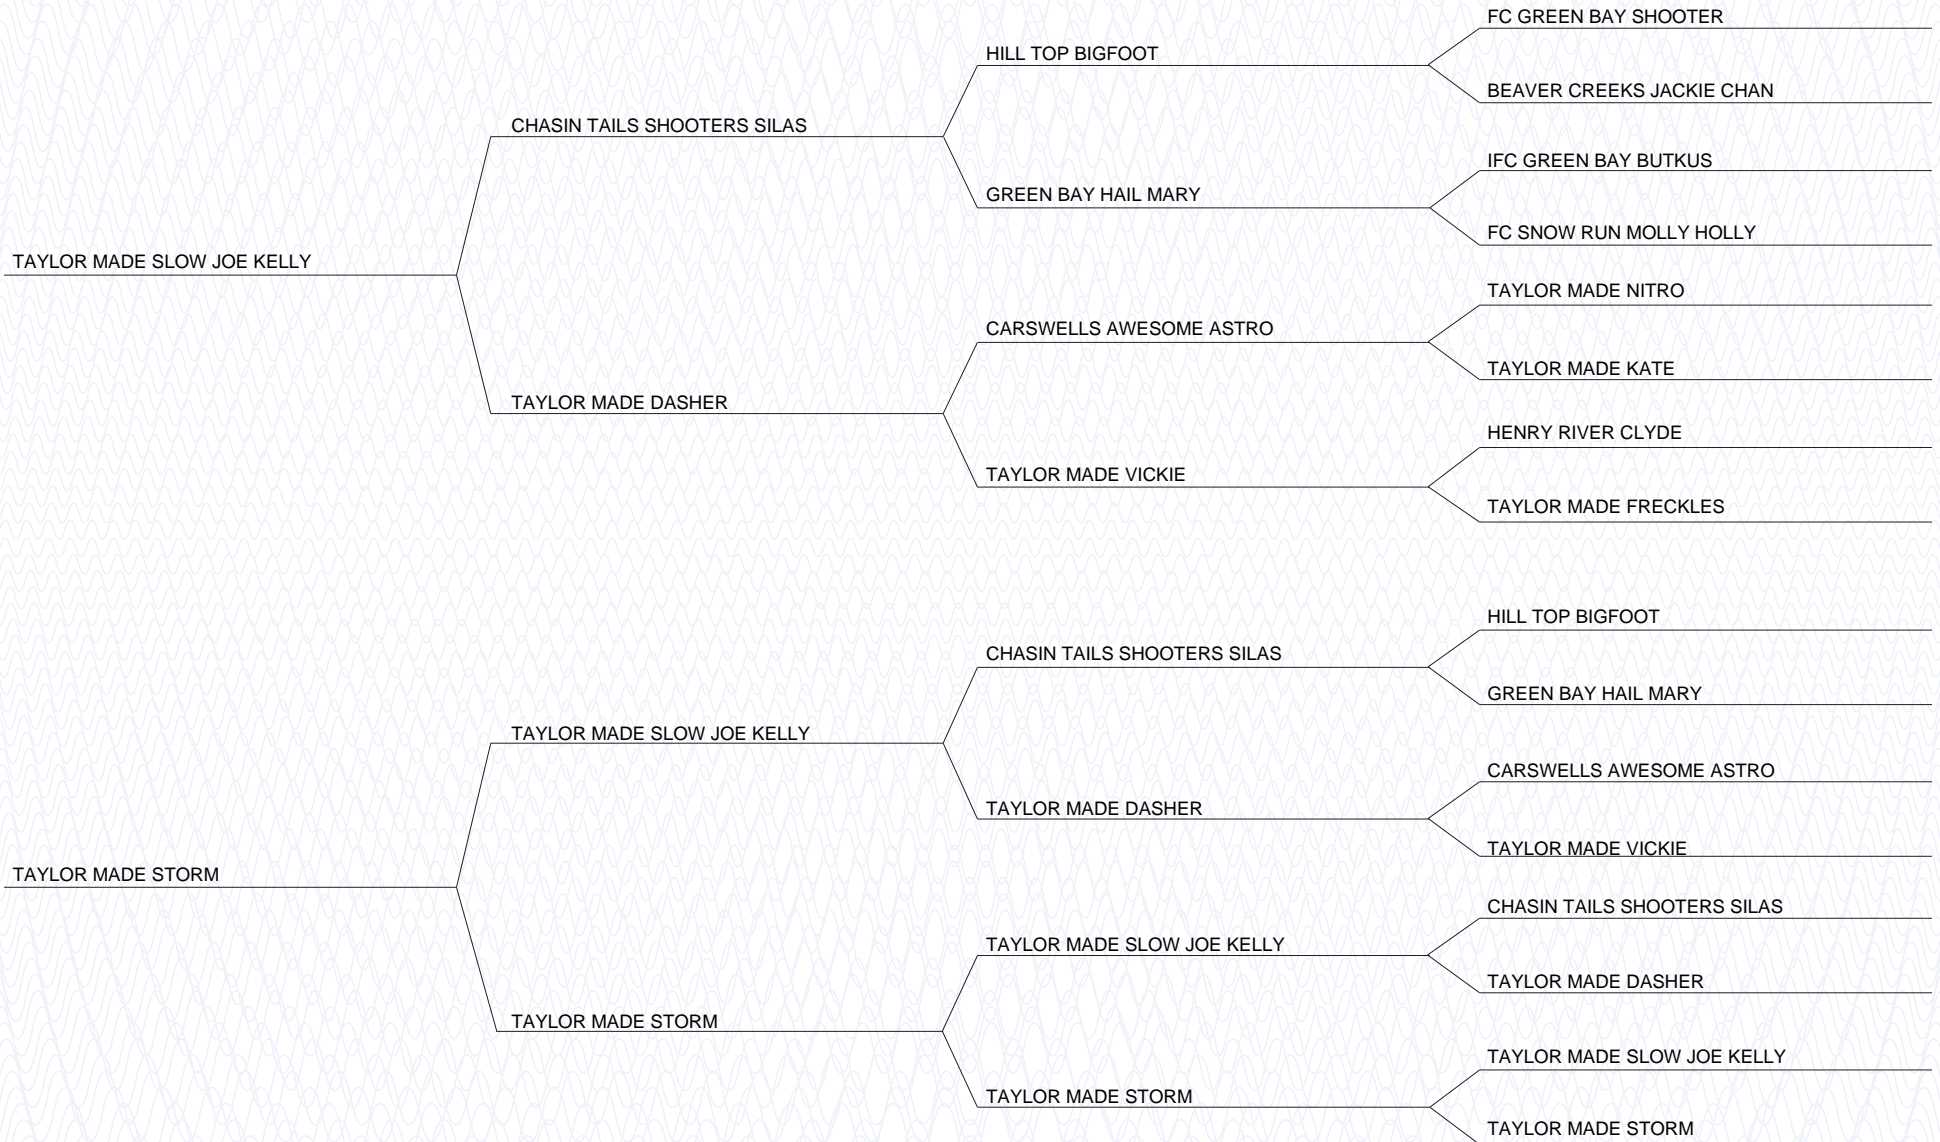 FC GREEN BAY SHOOTER
HILL TOP BIGFOOT
BEAVER CREEKS JACKIE CHAN
CHASIN TAILS SHOOTERS SILAS
IFC GREEN BAY BUTKUS
GREEN BAY HAIL MARY
FC SNOW RUN MOLLY HOLLY
TAYLOR MADE SLOW JOE KELLY
TAYLOR MADE NITRO
CARSWELLS AWESOME ASTRO
TAYLOR MADE KATE
TAYLOR MADE DASHER
HENRY RIVER CLYDE
TAYLOR MADE VICKIE
TAYLOR MADE FRECKLES
HILL TOP BIGFOOT
CHASIN TAILS SHOOTERS SILAS
GREEN BAY HAIL MARY
TAYLOR MADE SLOW JOE KELLY
CARSWELLS AWESOME ASTRO
TAYLOR MADE DASHER
TAYLOR MADE VICKIE
TAYLOR MADE STORM
CHASIN TAILS SHOOTERS SILAS
TAYLOR MADE SLOW JOE KELLY
TAYLOR MADE DASHER
TAYLOR MADE STORM
TAYLOR MADE SLOW JOE KELLY
TAYLOR MADE STORM
TAYLOR MADE STORM